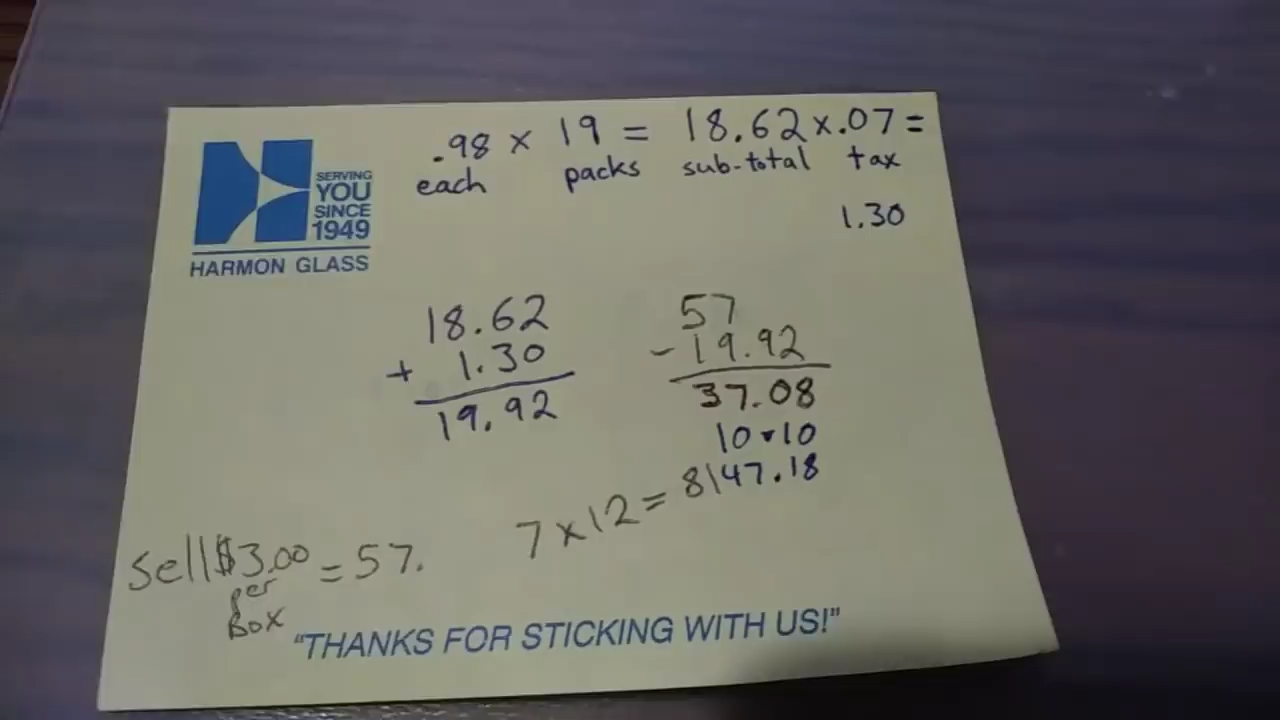 .98 x 19 = 18.62 x .07 =
each packs sub-total tax
1.30
SERVING
YOU
SINCE
1949
HARMON GLASS
18.62
+ 1.30
19.92
57
- 19.92
37.08
10.10
7 x 12 = 8147.18
Sell $3.00 = 57.
per
Box
"THANKS FOR STICKING WITH US!"